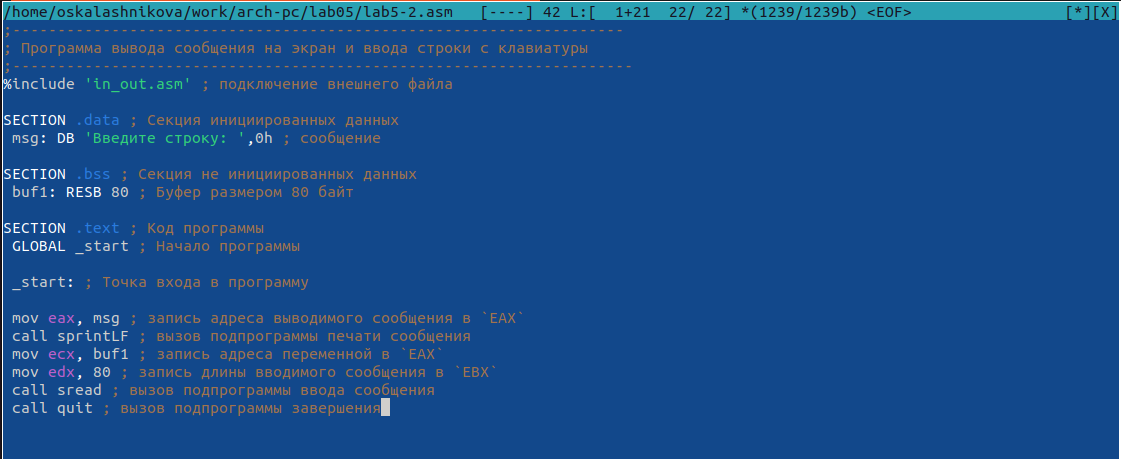 /home/oskalashnikova/work/arch-pc/lab05/lab5-2.asm [----] 42 L:[ 1+21 22/ 22] *(1239/1239b) <EOF> [*][X]
;--------------------------------------------------------------------
; Программа вывода сообщения на экран и ввода строки с клавиатуры
;---------------------------------------------------------------------
%include 'in_out.asm' ; подключение внешнего файла
SECTION .data ; Секция инициированных данных
msg: DB 'Введите строку: ',0h ; сообщение
SECTION .bss ; Секция не инициированных данных
buf1: RESB 80 ; Буфер размером 80 байт
SECTION .text ; Код программы
GLOBAL _start ; Начало программы
_start: ; Точка входа в программу
mov eax, msg ; запись адреса выводимого сообщения в `EAX`
call sprintLF ; вызов подпрограммы печати сообщения
mov ecx, buf1 ; запись адреса переменной в `EAX`
mov edx, 80 ; запись длины вводимого сообщения в `EBX`
call sread ; вызов подпрограммы ввода сообщения
call quit ; вызов подпрограммы завершения